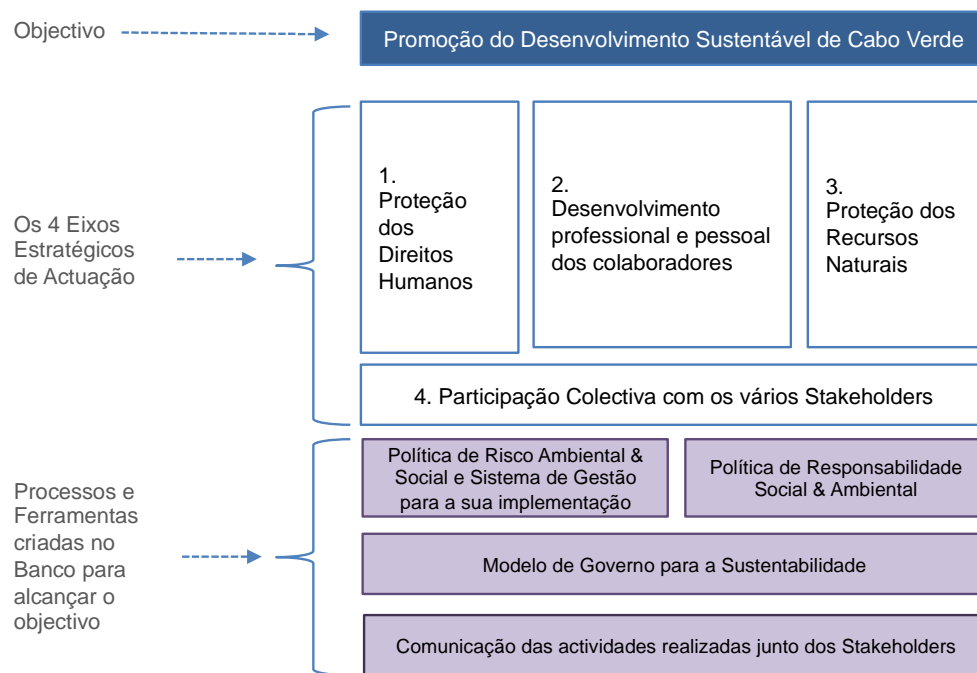 Objectivo
Promoção do Desenvolvimento Sustentável de Cabo Verde
Os 4 Eixos
Estratégicos
de Actuação
1.
Proteção
dos
Direitos
Humanos
2.
Desenvolvimento
professional e pessoal
dos colaboradores
3.
Proteção dos
Recursos
Naturais
4. Participação Colectiva com os vários Stakeholders
Processos e
Ferramentas
criadas no
Banco para
alcançar o
objectivo
Política de Risco Ambiental &
Social e Sistema de Gestão
para a sua implementação
Política de Responsabilidade
Social & Ambiental
Modelo de Governo para a Sustentabilidade
Comunicação das actividades realizadas junto dos Stakeholders